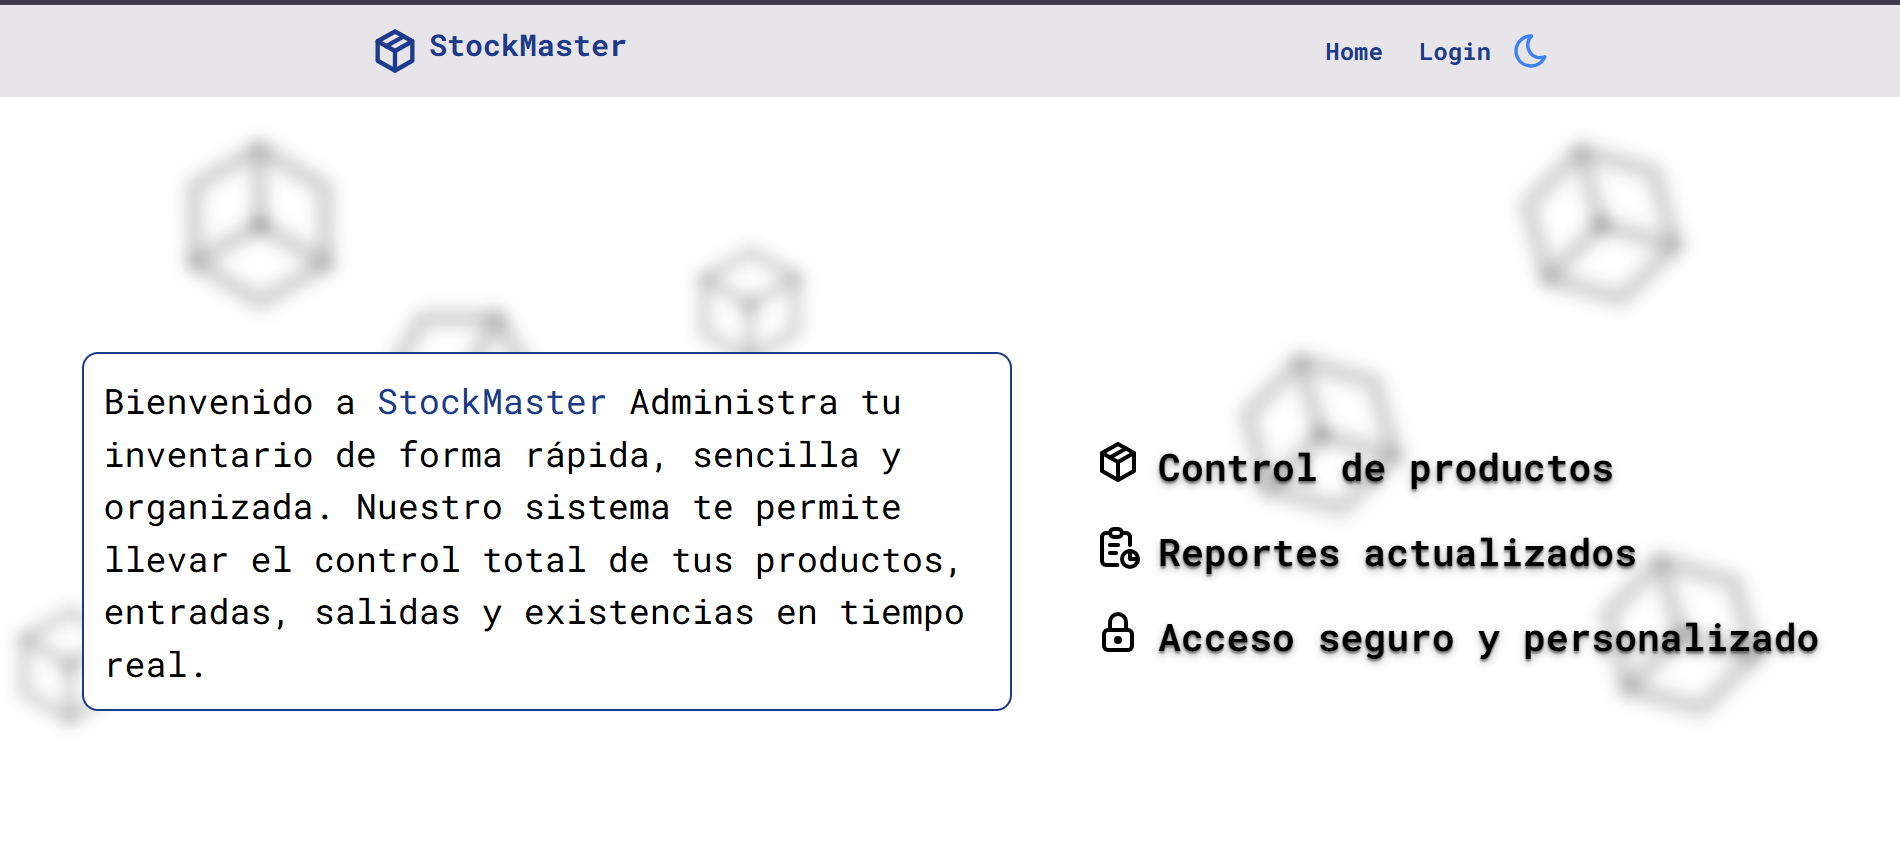 StockMaster
Home Login
Bienvenido a StockMaster Administra tu
inventario de forma rápida, sencilla y
organizada. Nuestro sistema te permite
llevar el control total de tus productos,
entradas, salidas y existencias en tiempo
real.
Control de productos
Reportes actualizados
Acceso seguro y personalizado